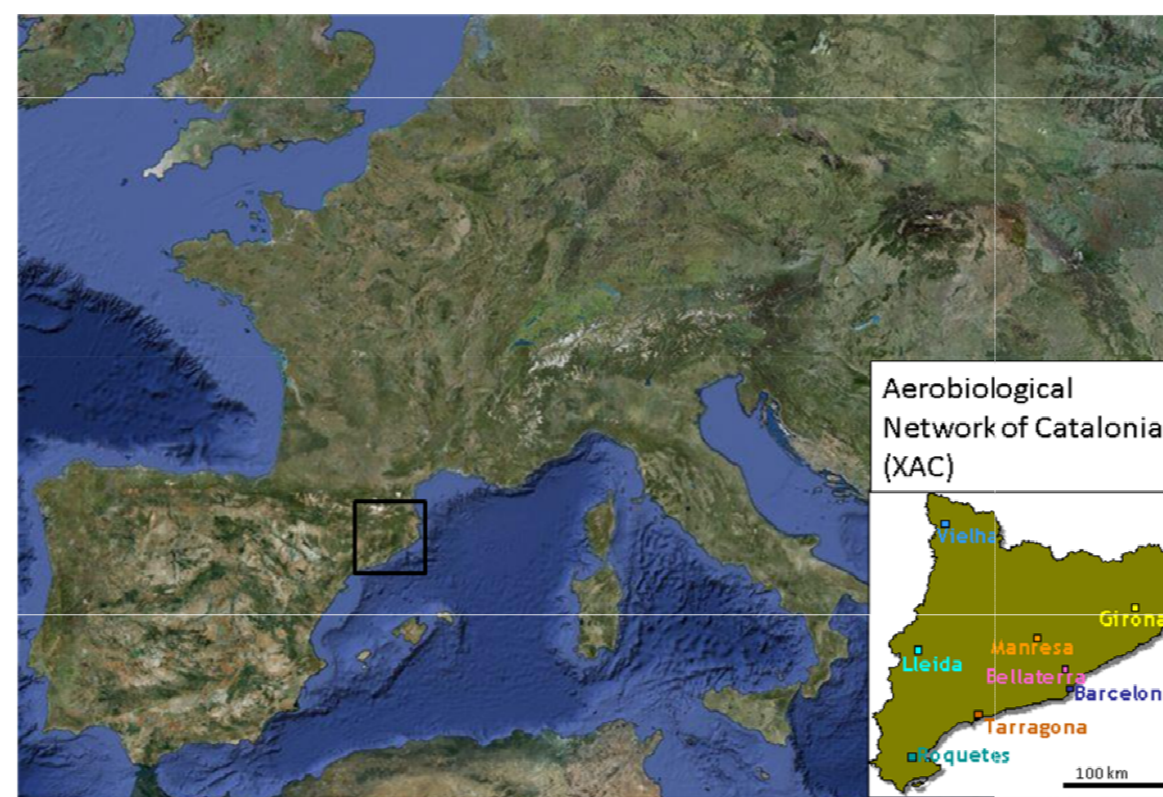 Aerobiological
Network of Catalonia
(XAC)
Vielha
Girona
Manresa
Lleida
Bellaterra
Barcelon
Tarragona
Roquetes
100 km